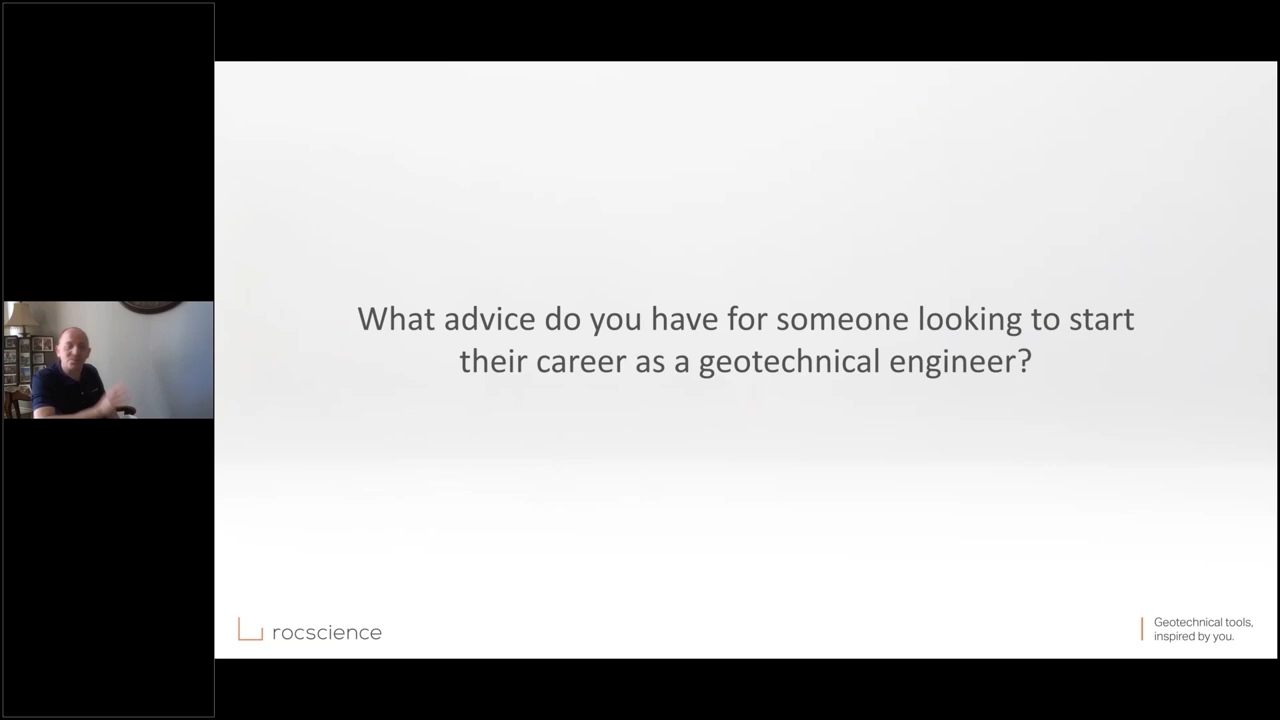 What advice do you have for someone looking to start
their career as a geotechnical engineer?
rocscience
Geotechnical tools,
inspired by you.